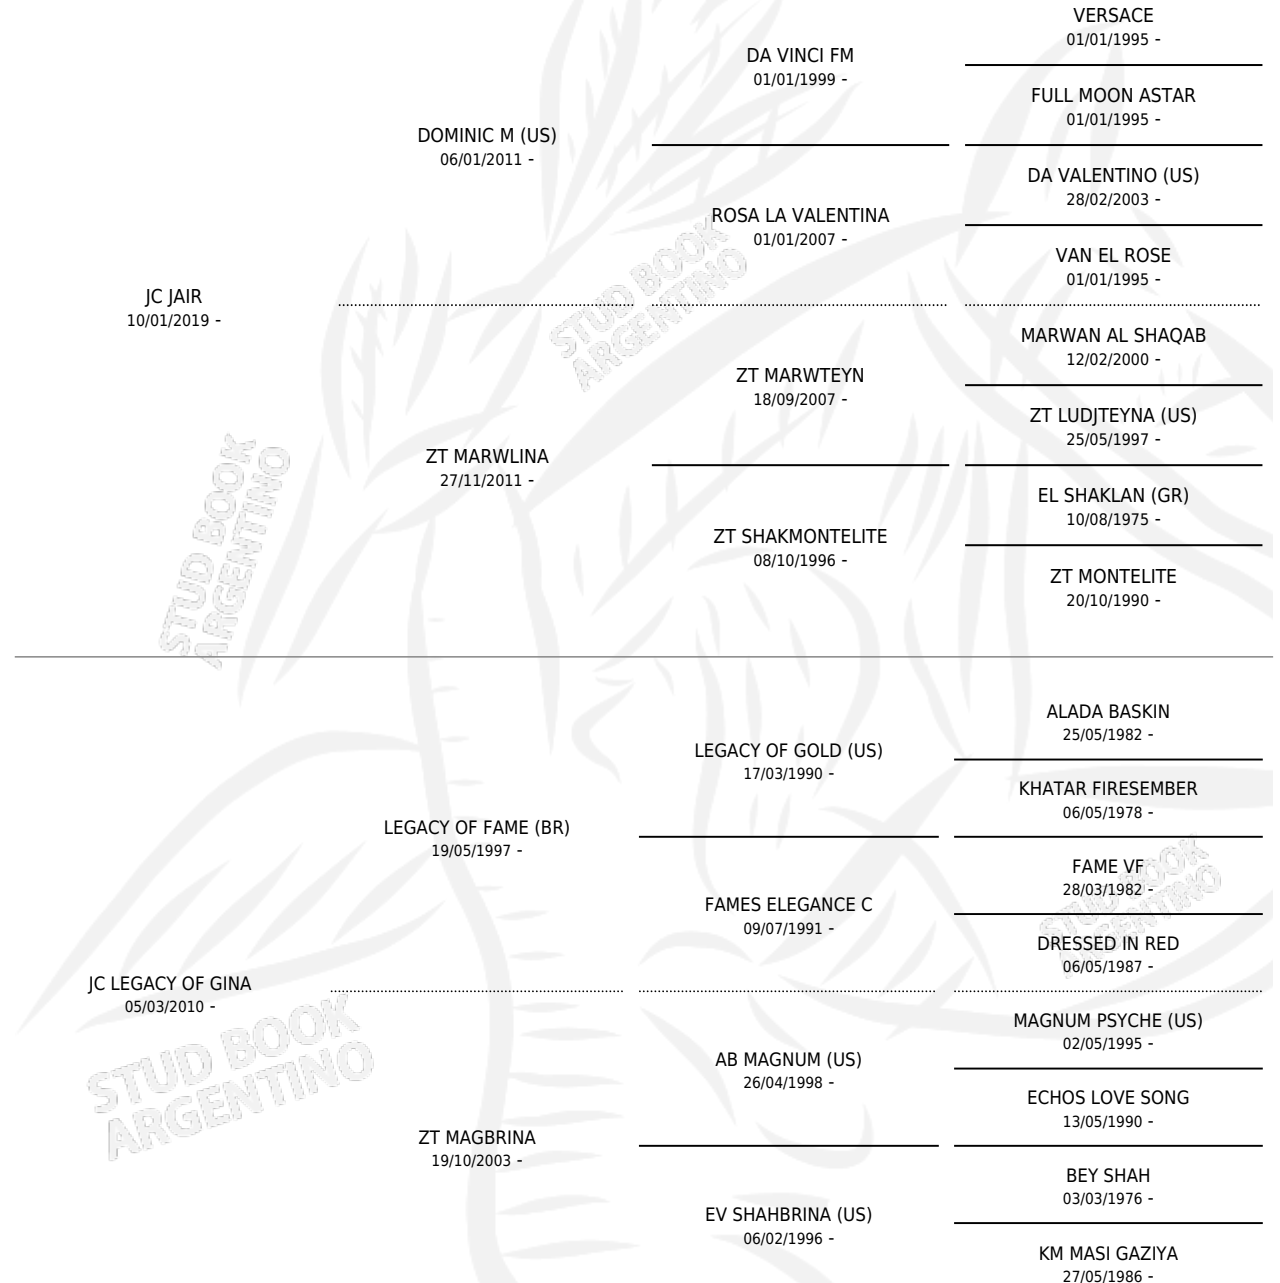 VERSACE
01/01/1995 -
DA VINCI FM
01/01/1999 -
FULL MOON ASTAR
01/01/1995 -
DOMINIC M (US)
06/01/2011 -
DA VALENTINO (US)
28/02/2003 -
ROSA LA VALENTINA
01/01/2007 -
VAN EL ROSE
01/01/1995 -
JC JAIR
10/01/2019 -
MARWAN AL SHAQAB
12/02/2000 -
ZT MARWTEYN
18/09/2007 -
ZT LUDJTEYNA (US)
25/05/1997 -
ZT MARWLINA
27/11/2011 -
EL SHAKLAN (GR)
10/08/1975 -
ZT SHAKMONTELITE
08/10/1996 -
ZT MONTELITE
20/10/1990 -
ALADA BASKIN
25/05/1982 -
LEGACY OF GOLD (US)
17/03/1990 -
KHATAR FIRESEMBER
06/05/1978 -
LEGACY OF FAME (BR)
19/05/1997 -
FAME VF
28/03/1982 -
FAMES ELEGANCE C
09/07/1991 -
DRESSED IN RED
06/05/1987 -
JC LEGACY OF GINA
05/03/2010 -
MAGNUM PSYCHE (US)
02/05/1995 -
AB MAGNUM (US)
26/04/1998 -
ECHOS LOVE SONG
13/05/1990 -
ZT MAGBRINA
19/10/2003 -
BEY SHAH
03/03/1976 -
EV SHAHBRINA (US)
06/02/1996 -
KM MASI GAZIYA
27/05/1986 -
STUD BOOK
ARGENTINO
STUD BOOK
ARGENTINO
STUD BOOK
ARGENTINO
STUD BOOK
ARGENTINO